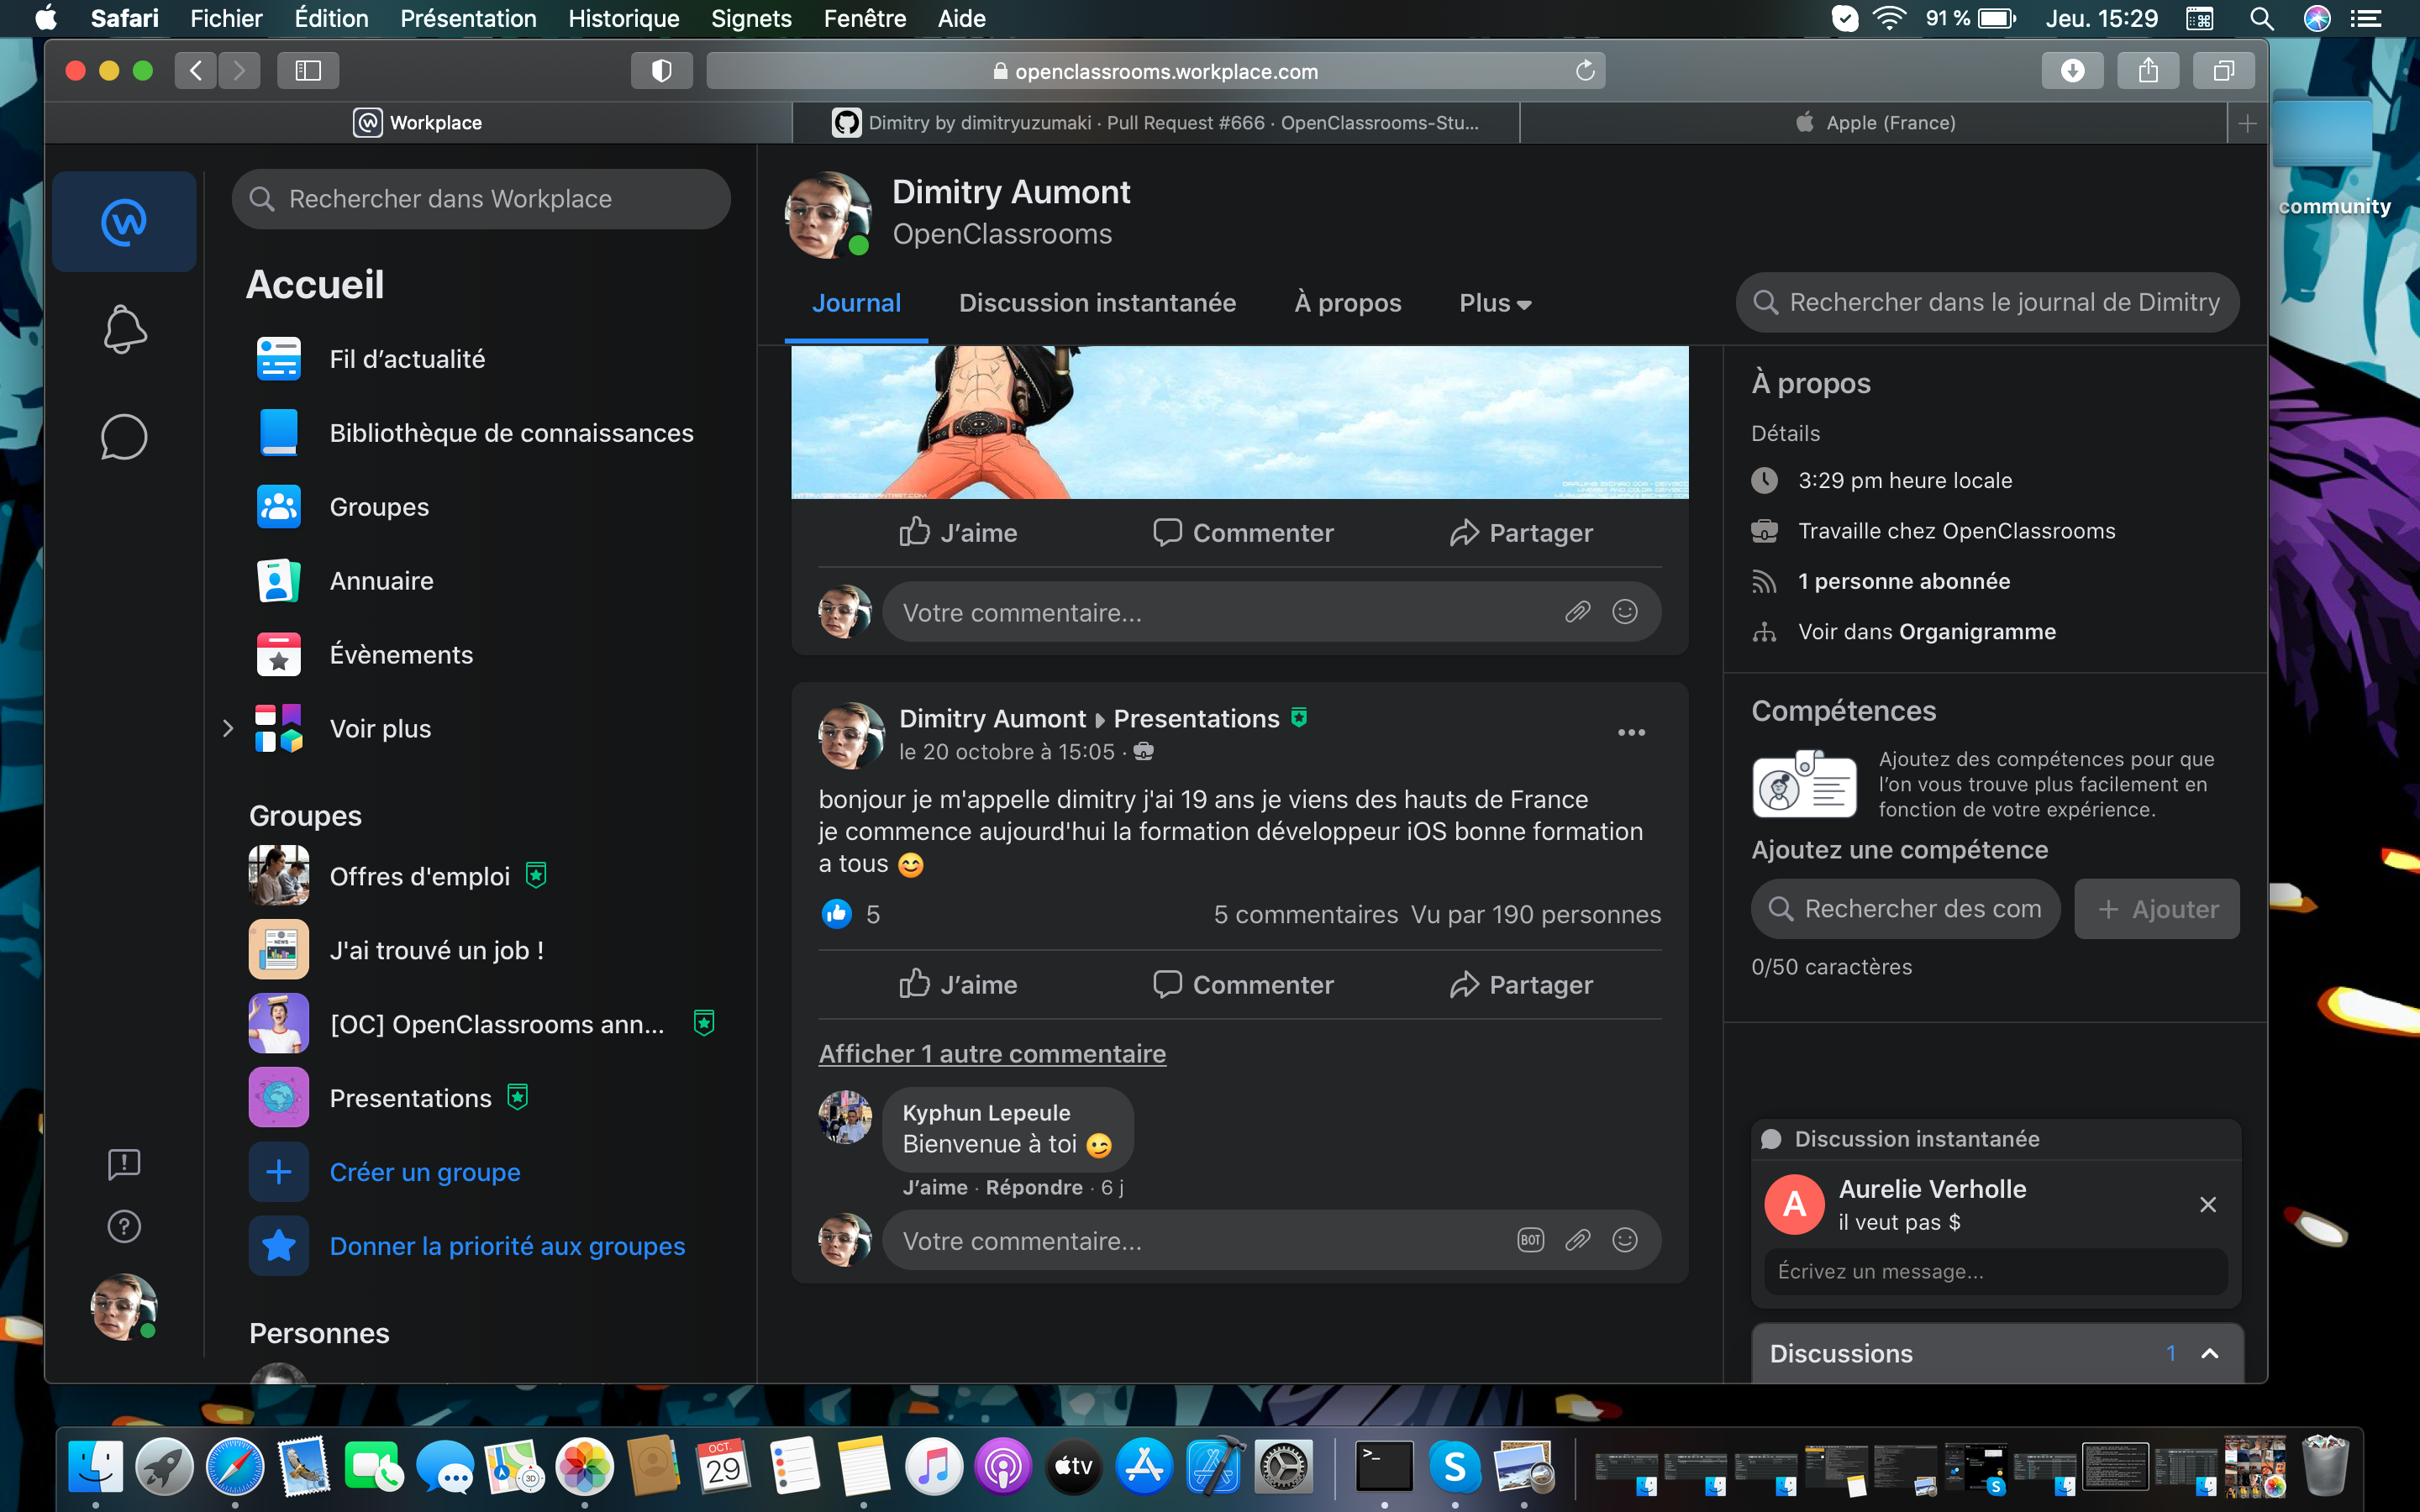 Safari Fichier Édition Présentation Historique Signets Fenêtre Aide 91 % Jeu. 15:29
openclassrooms.workplace.com
Workplace
Dimitry by dimitryuzumaki · Pull Request #666 · OpenClassrooms-Stu...
Apple (France)
community
Rechercher dans Workplace
Accueil
Fil d’actualité
Bibliothèque de connaissances
Groupes
Annuaire
Évènements
Voir plus
Groupes
Offres d'emploi
J'ai trouvé un job !
[OC] OpenClassrooms ann...
Presentations
Créer un groupe
Donner la priorité aux groupes
Personnes
Dimitry Aumont
OpenClassrooms
Journal Discussion instantanée À propos Plus
Rechercher dans le journal de Dimitry
J’aime Commenter Partager
Votre commentaire...
Dimitry Aumont Presentations
le 20 octobre à 15:05 ·
bonjour je m'appelle dimitry j'ai 19 ans je viens des hauts de France
je commence aujourd'hui la formation développeur iOS bonne formation
a tous 😊
5 5 commentaires Vu par 190 personnes
J’aime Commenter Partager
Afficher 1 autre commentaire
Kyphun Lepeule
Bienvenue à toi 😉
J’aime · Répondre · 6 j
Votre commentaire...
BOT
À propos
Détails
3:29 pm heure locale
Travaille chez OpenClassrooms
1 personne abonnée
Voir dans Organigramme
Compétences
Ajoutez des compétences pour que
l’on vous trouve plus facilement en
fonction de votre expérience.
Ajoutez une compétence
Rechercher des com
+ Ajouter
0/50 caractères
Discussion instantanée
A
Aurelie Verholle
il veut pas $
Écrivez un message...
Discussions 1
OCT.
29
3D
tv